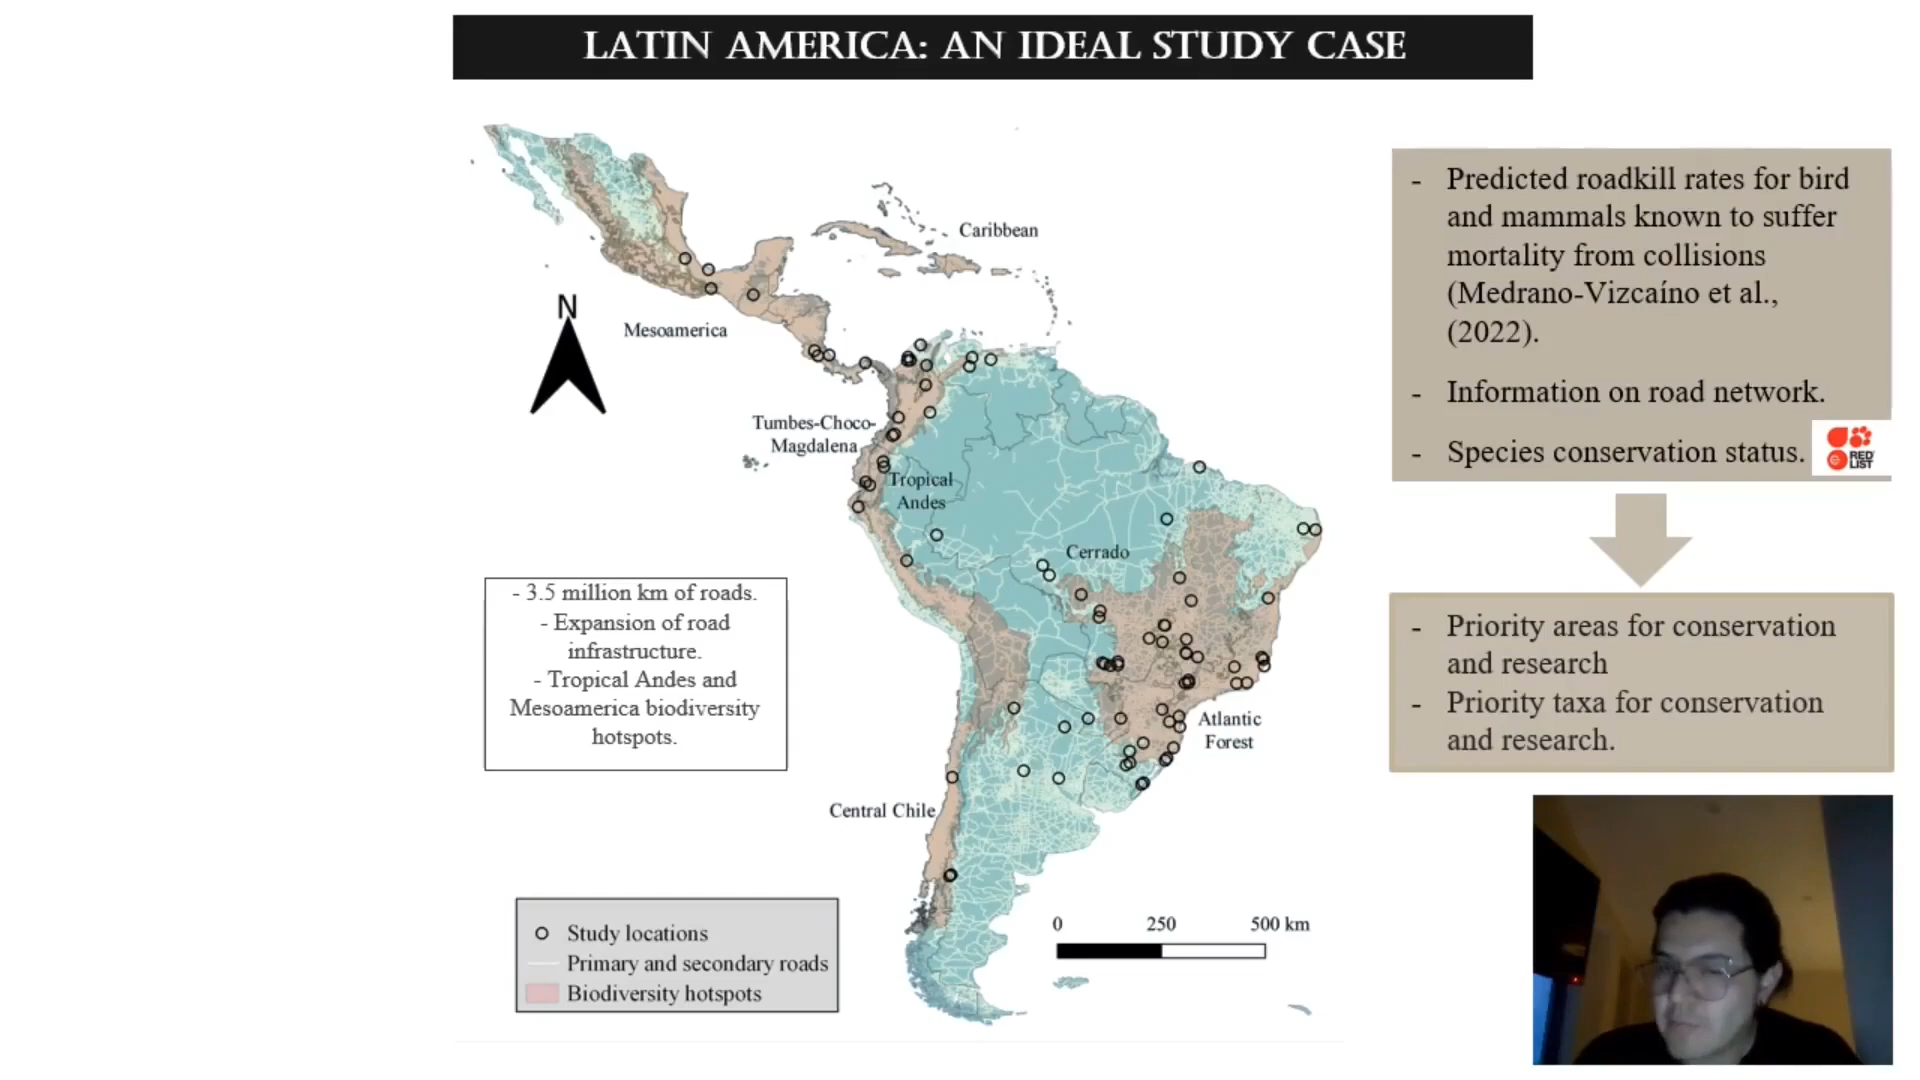 LATIN AMERICA: AN IDEAL STUDY CASE
Caribbean
N
Mesoamerica
Tumbes-Choco-
Magdalena
Tropical
Andes
Cerrado
Atlantic
Forest
Central Chile
- 3.5 million km of roads.
- Expansion of road
infrastructure.
- Tropical Andes and
Mesoamerica biodiversity
hotspots.
Study locations
Primary and secondary roads
Biodiversity hotspots
0 250 500 km
- Predicted roadkill rates for bird
and mammals known to suffer
mortality from collisions
(Medrano-Vizcaíno et al.,
(2022).
- Information on road network.
- Species conservation status.
RED
LIST
- Priority areas for conservation
and research
- Priority taxa for conservation
and research.